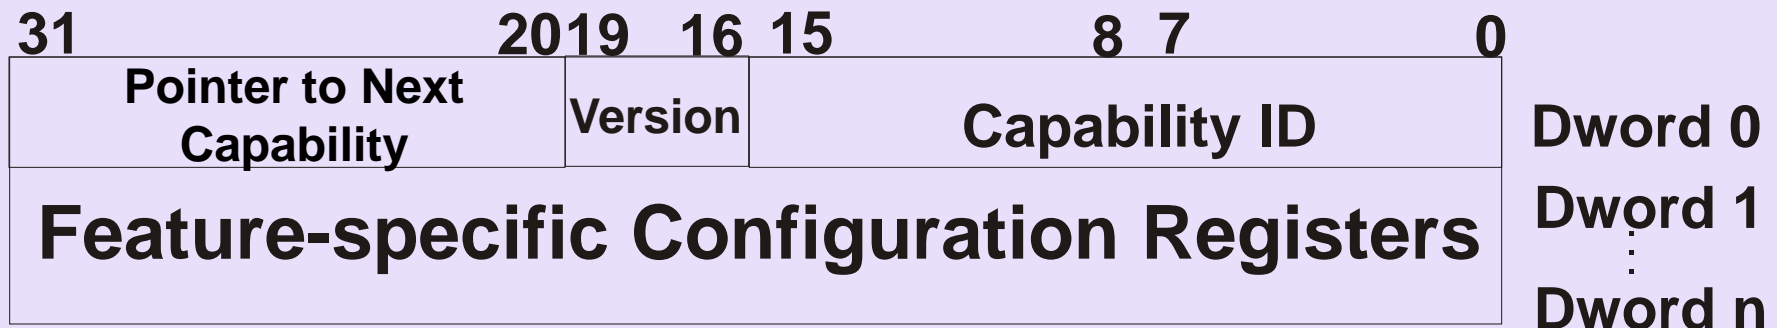 31 2019 16 15 8 7 0
Pointer to Next
Capability
Version
Capability ID
Dword 0
Feature-specific Configuration Registers
Dword 1
Dword n